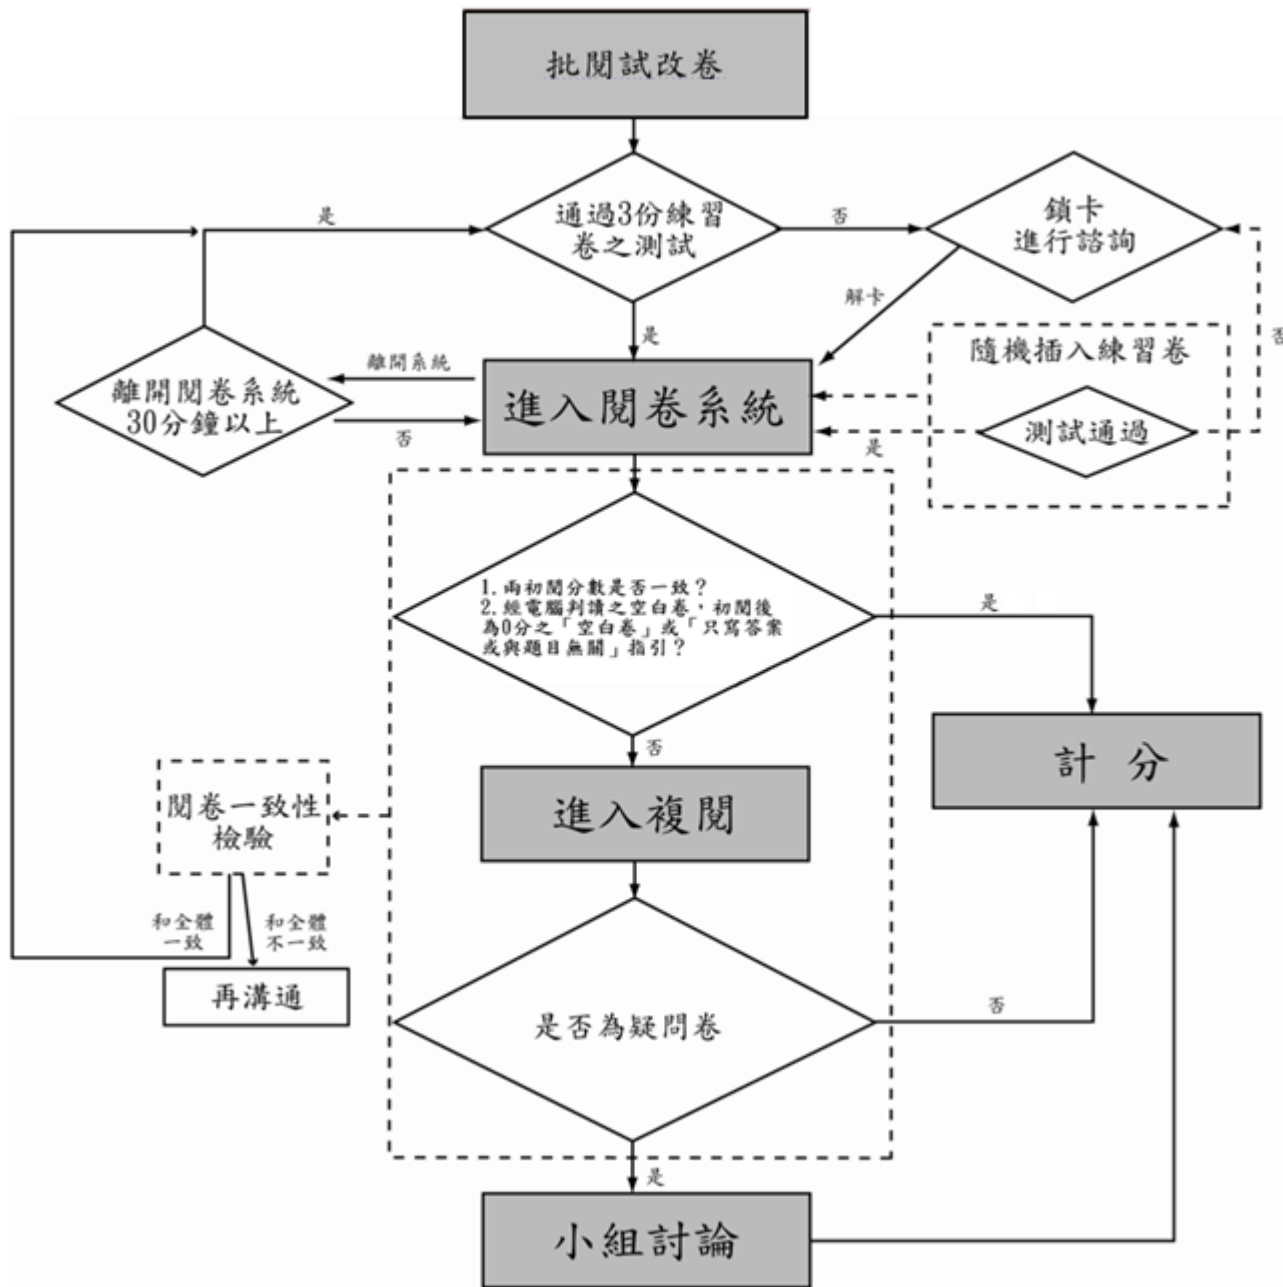 批閱試改卷
通過3份練習
卷之測試
是
否
鎖卡
進行諮詢
解卡
是
否
隨機插入練習卷
測試通過
是
離開閱卷系統
30分鐘以上
離開系統
否
進入閱卷系統
1.兩初閱分數是否一致？
2.經電腦判讀之空白卷，初閱後
為0分之「空白卷」或「只寫答案
或與題目無關」指引？
是
否
計分
進入複閱
閱卷一致性
檢驗
和全體
一致
和全體
不一致
再溝通
是否為疑問卷
否
是
小組討論